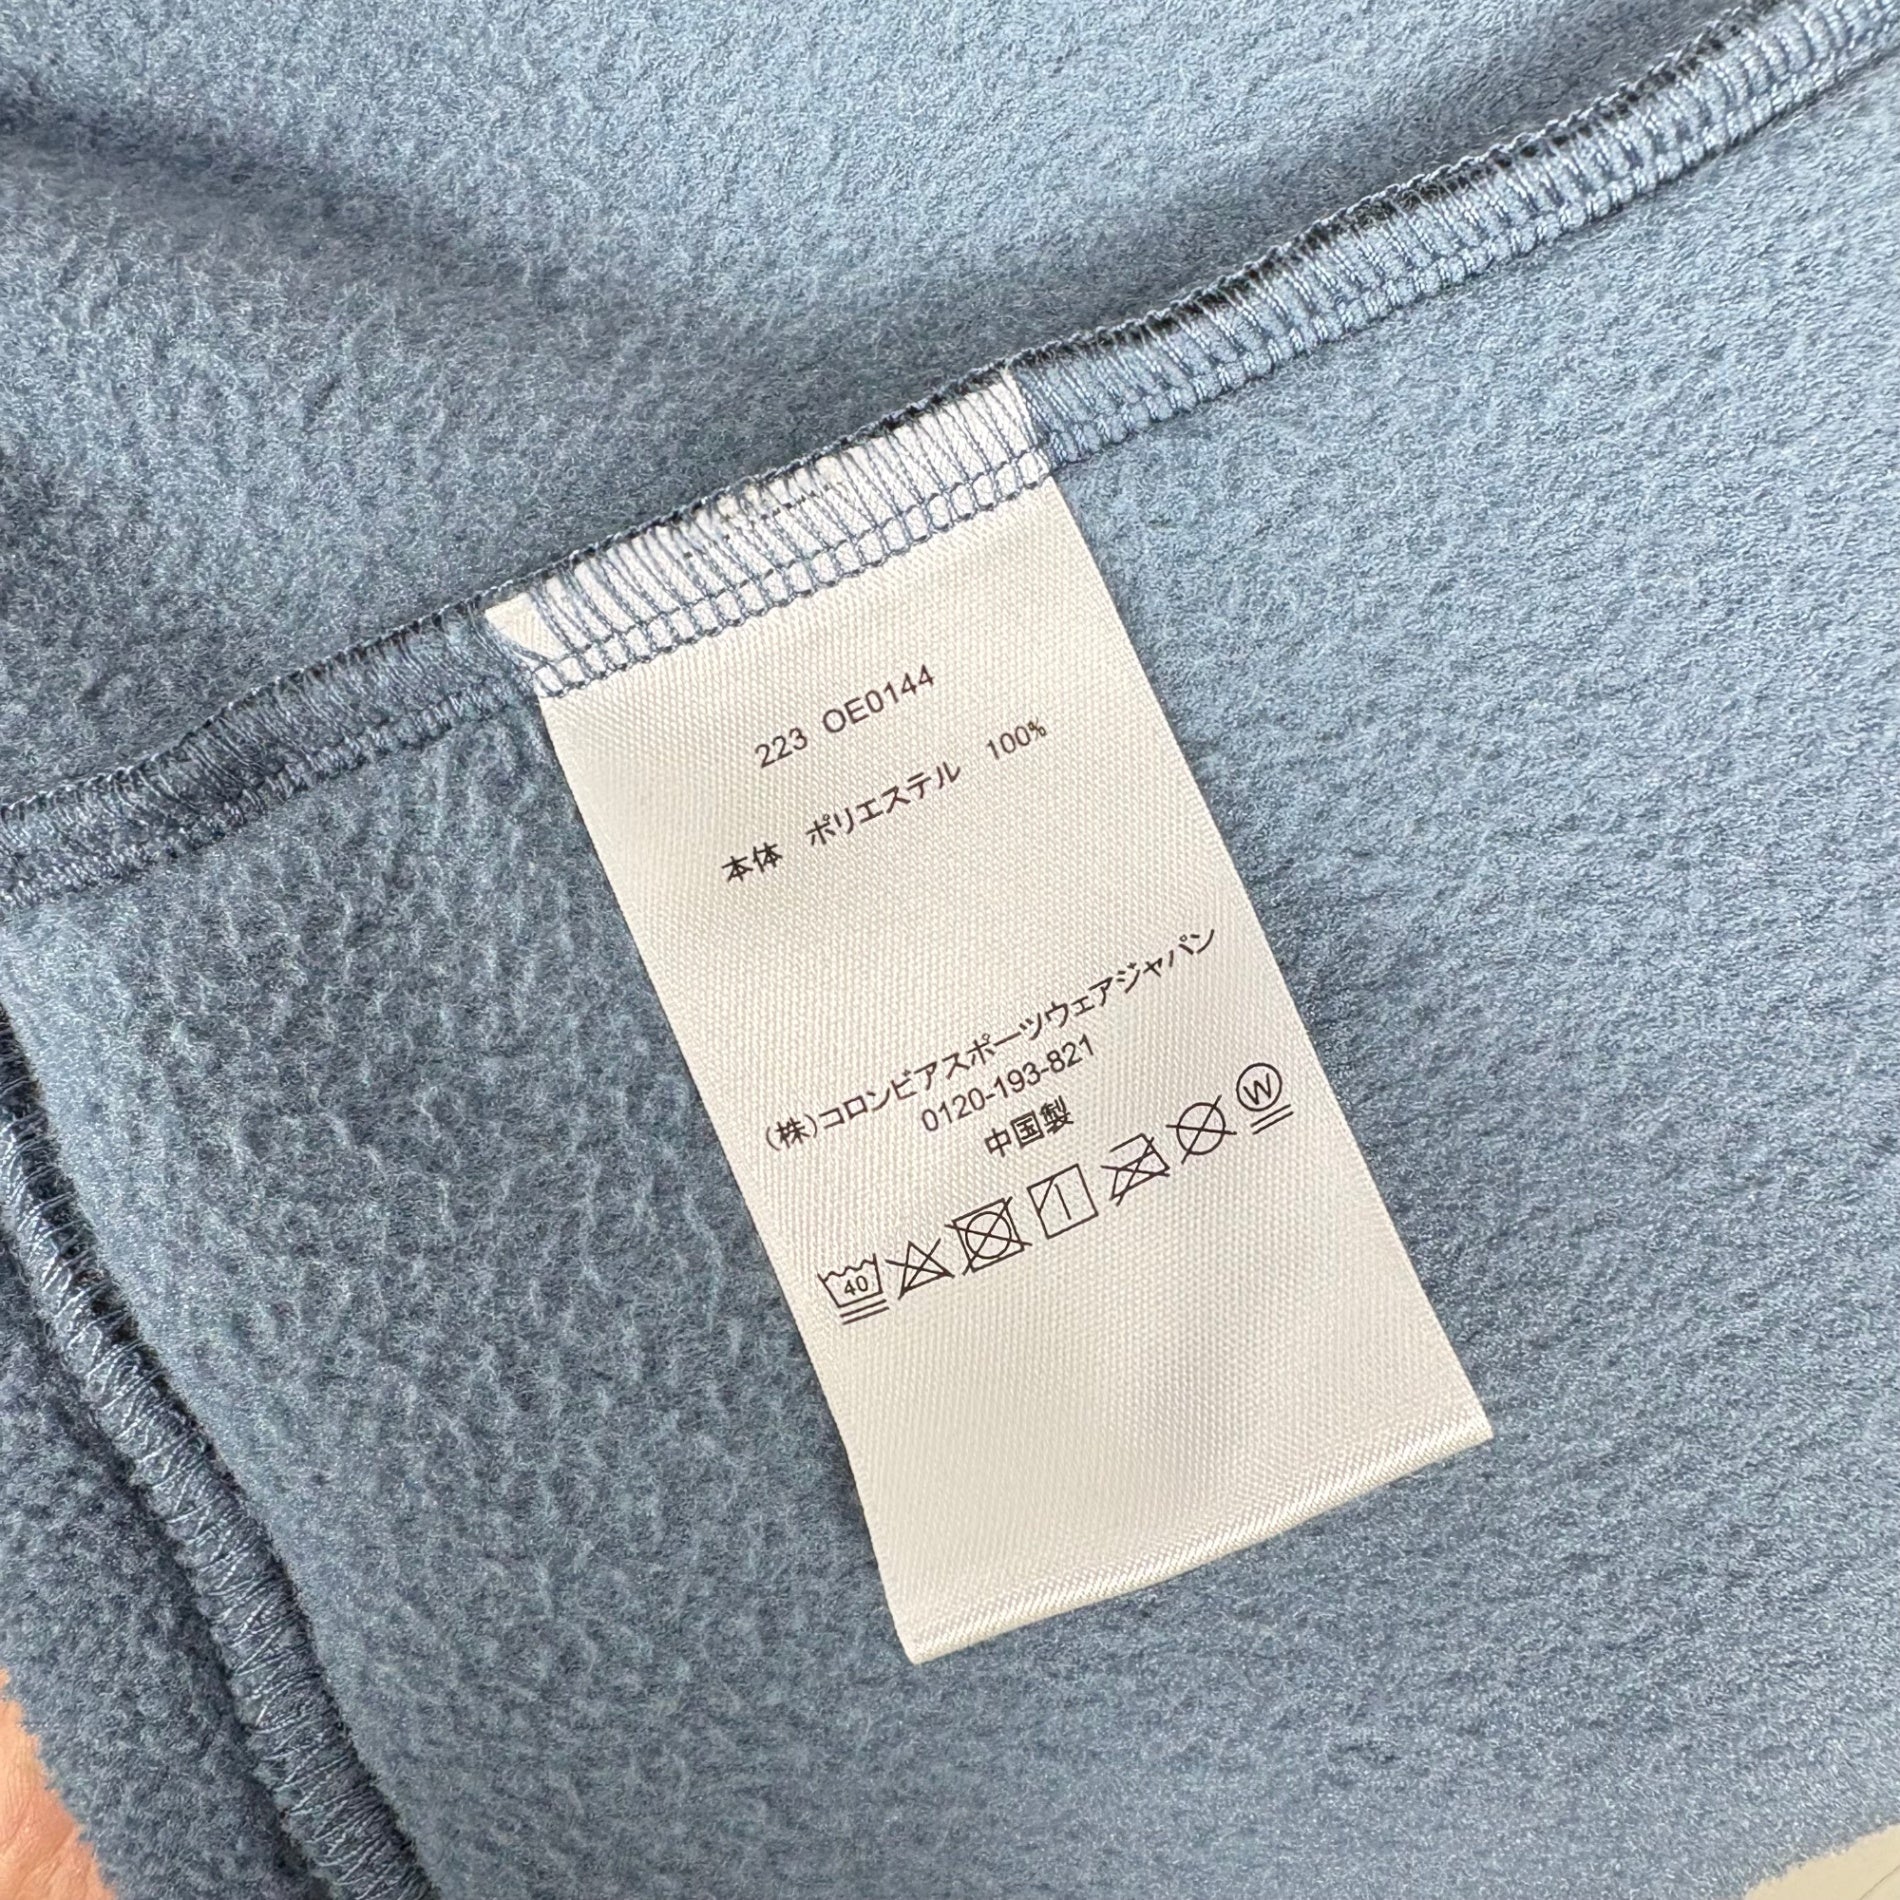 223 OE0144
本体 ポリエステル 100%
(株)コロンビアスポーツウェアジャパン
0120-193-821
中国製
40
W